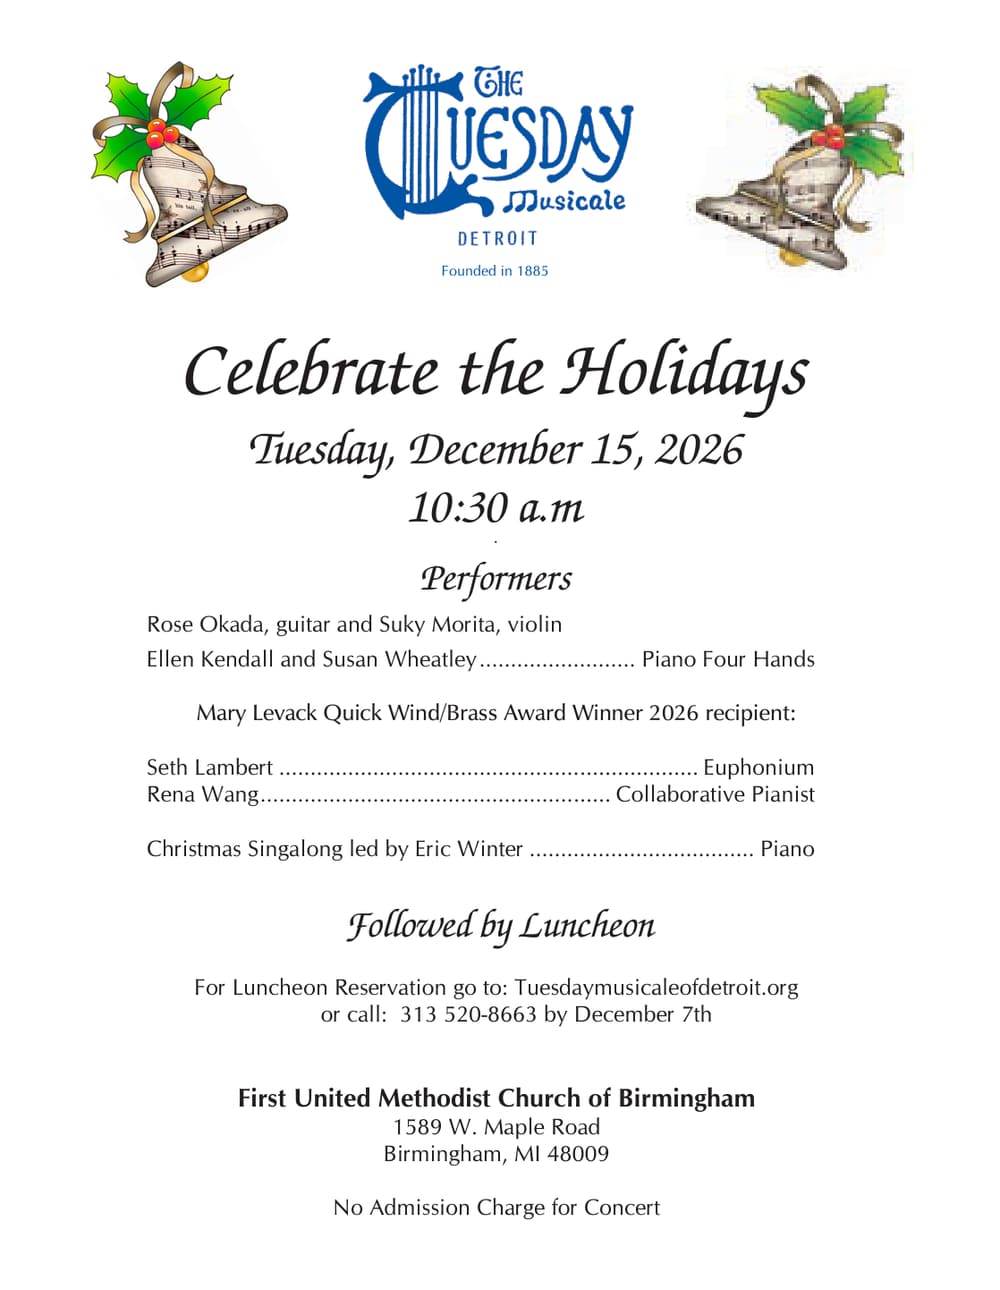 THE
TUESDAY
Musicale
DETROIT
Founded in 1885
Celebrate the Holidays
Tuesday, December 15, 2026
10:30 a.m
.
Performers
Rose Okada, guitar and Suky Morita, violin
Ellen Kendall and Susan Wheatley......................... Piano Four Hands
Mary Levack Quick Wind/Brass Award Winner 2026 recipient:
Seth Lambert ................................................................... Euphonium
Rena Wang........................................................ Collaborative Pianist
Christmas Singalong led by Eric Winter .................................... Piano
Followed by Luncheon
For Luncheon Reservation go to: Tuesdaymusicaleofdetroit.org
or call:  313 520-8663 by December 7th
First United Methodist Church of Birmingham
1589 W. Maple Road
Birmingham, MI 48009
No Admission Charge for Concert